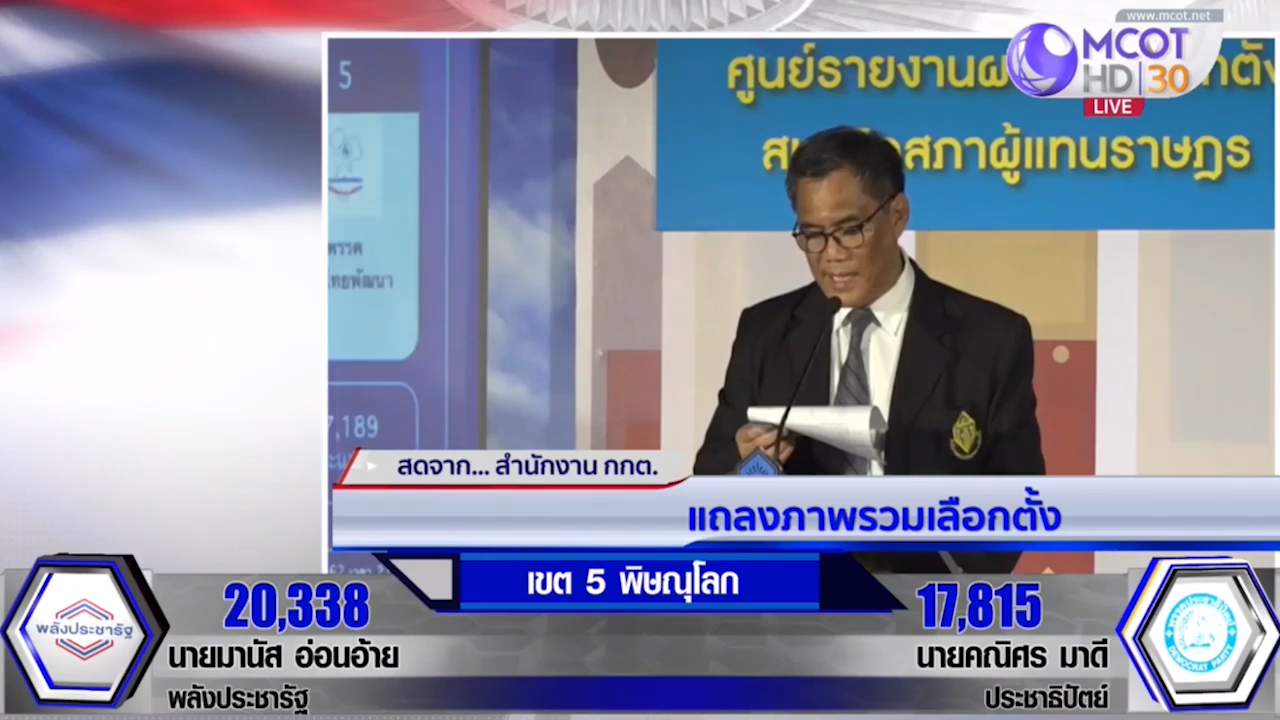 www.mcot.net
MCOT
HD 30
LIVE
5
ศูนย์รายงานผ
สภาผู้แทนราษฎร
พรรค
ทยพัฒนา
7,189
สดจาก... สำนักงาน กกต.
แถลงภาพรวมเลือกตั้ง
เขต 5 พิษณุโลก
20,338
17,815
พลังประชารัฐ
DEMOCRAT PARTY
นายมานัส อ่อนอ้าย
นายคณิศร มาดี
พลังประชารัฐ
ประชาธิปัตย์